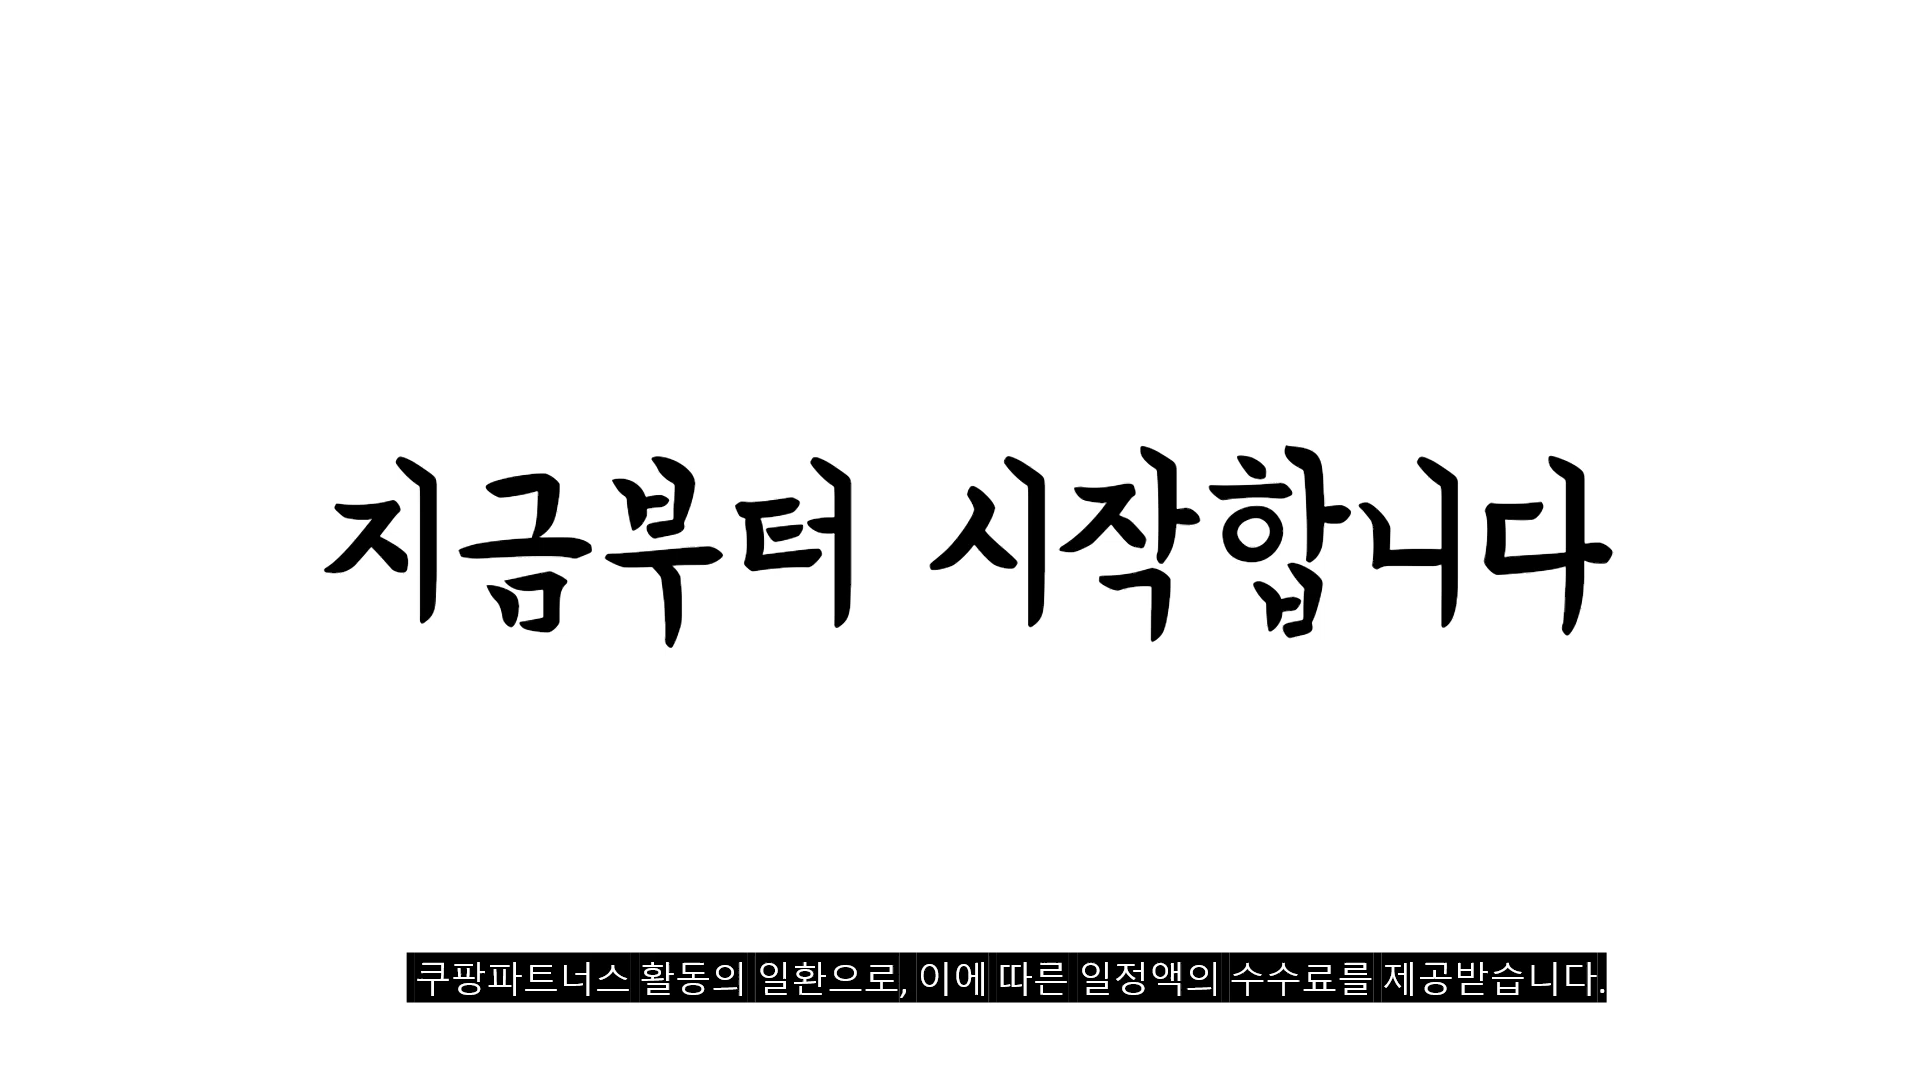 지금부터 시작합니다
쿠팡파트너스 활동의 일환으로, 이에 따른 일정액의 수수료를 제공받습니다.